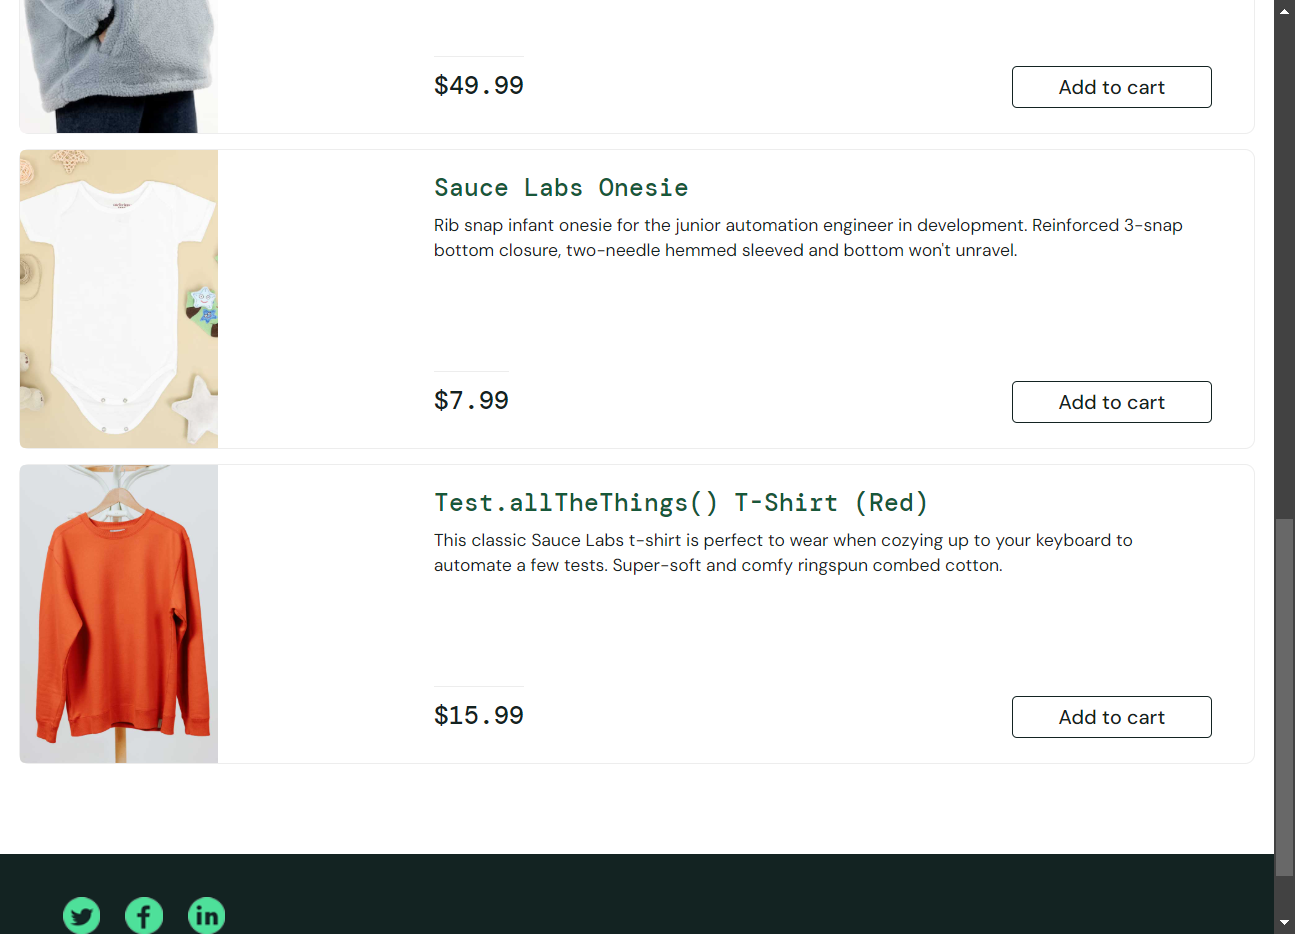 $49.99
Add to cart
Sauce Labs Onesie
Rib snap infant onesie for the junior automation engineer in development. Reinforced 3-snap
bottom closure, two-needle hemmed sleeved and bottom won't unravel.
$7.99
Add to cart
Test.allTheThings() T-Shirt (Red)
This classic Sauce Labs t-shirt is perfect to wear when cozying up to your keyboard to
automate a few tests. Super-soft and comfy ringspun combed cotton.
$15.99
Add to cart